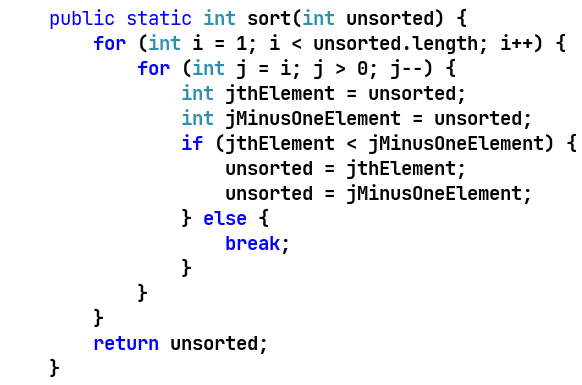 public static int sort(int unsorted) {
for (int i = 1; i < unsorted.length; i++) {
for (int j = i; j > 0; j--) {
int jthElement = unsorted;
int jMinusOneElement = unsorted;
if (jthElement < jMinusOneElement) {
unsorted = jthElement;
unsorted = jMinusOneElement;
} else {
break;
}
}
}
return unsorted;
}